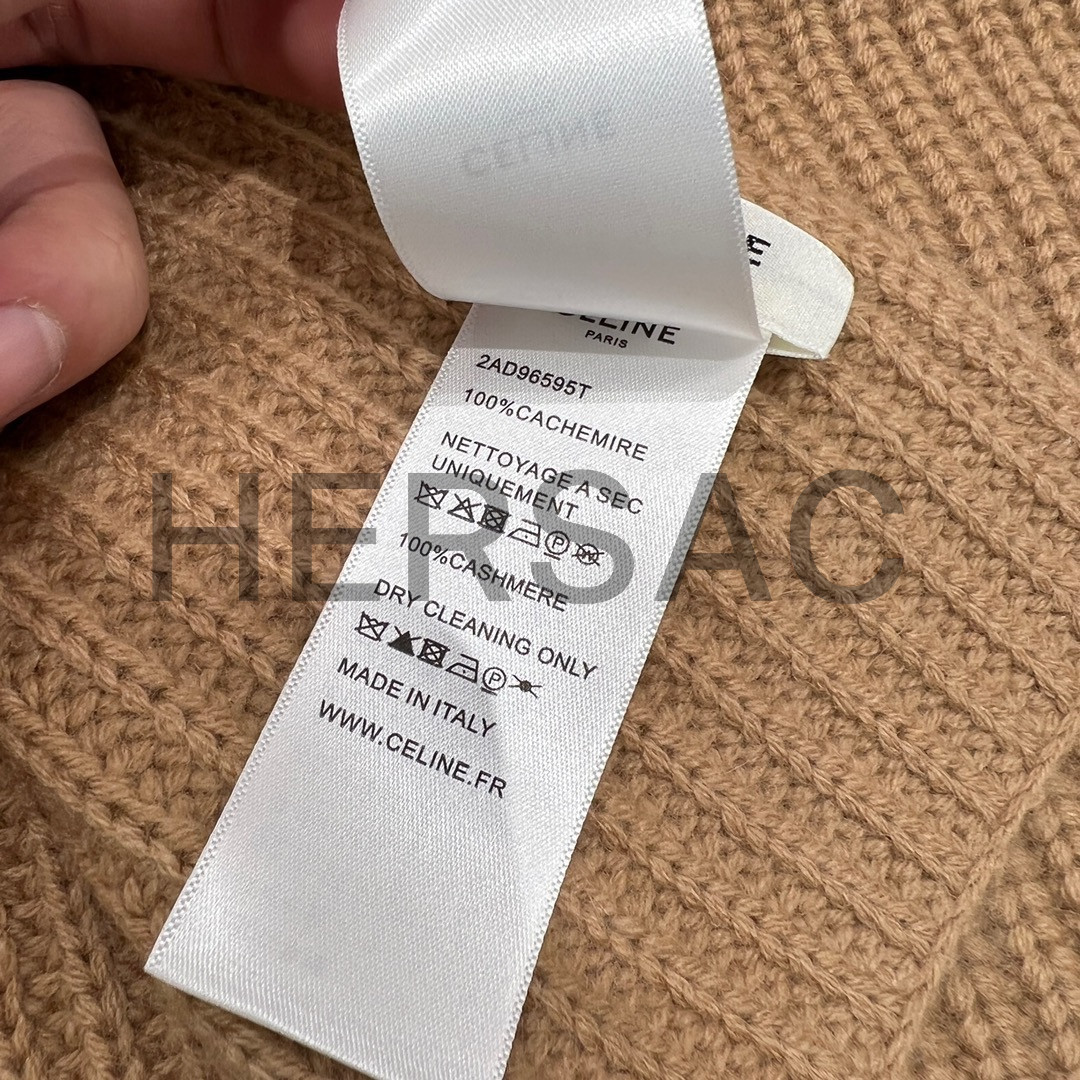 CELINE
CELINE
PARIS
2AD96595T
100%CACHEMIRE
NETTOYAGE A SEC
UNIQUEMENT
P
100%CASHMERE
DRY CLEANING ONLY
P
MADE IN ITALY
WWW.CELINE.FR
HERSAC